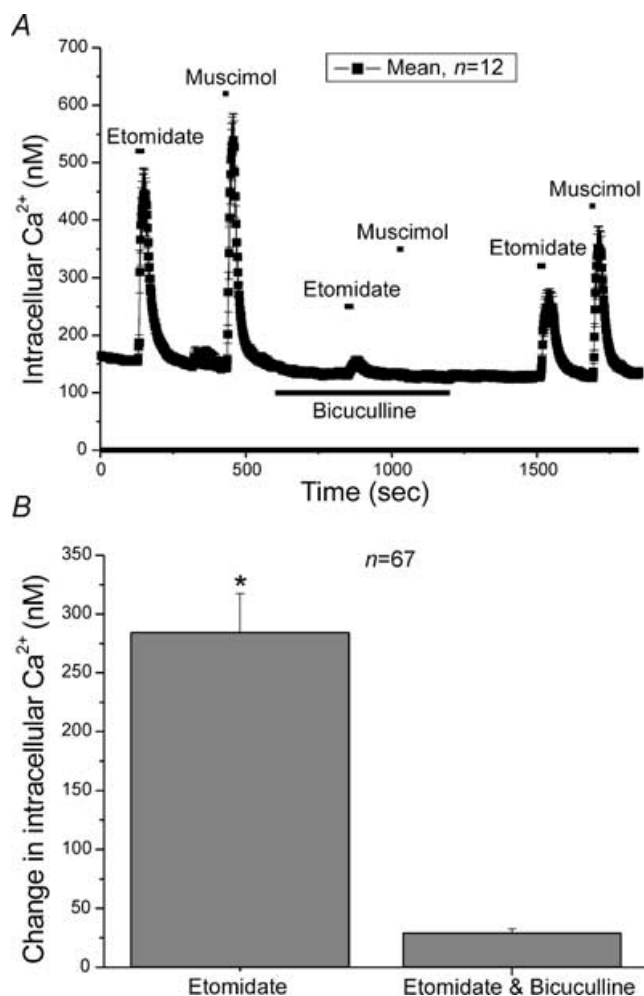 A
700
600
500
400
300
200
100
0
Intracelluar Ca²⁺ (nM)
Mean, n=12
Etomidate
Muscimol
Etomidate
Muscimol
Etomidate
Muscimol
Bicuculline
0 500 1000 1500
Time (sec)
B
350
300
250
200
150
100
50
0
Change in intracellular Ca²⁺ (nM)
n=67
*
Etomidate Etomidate & Bicuculline